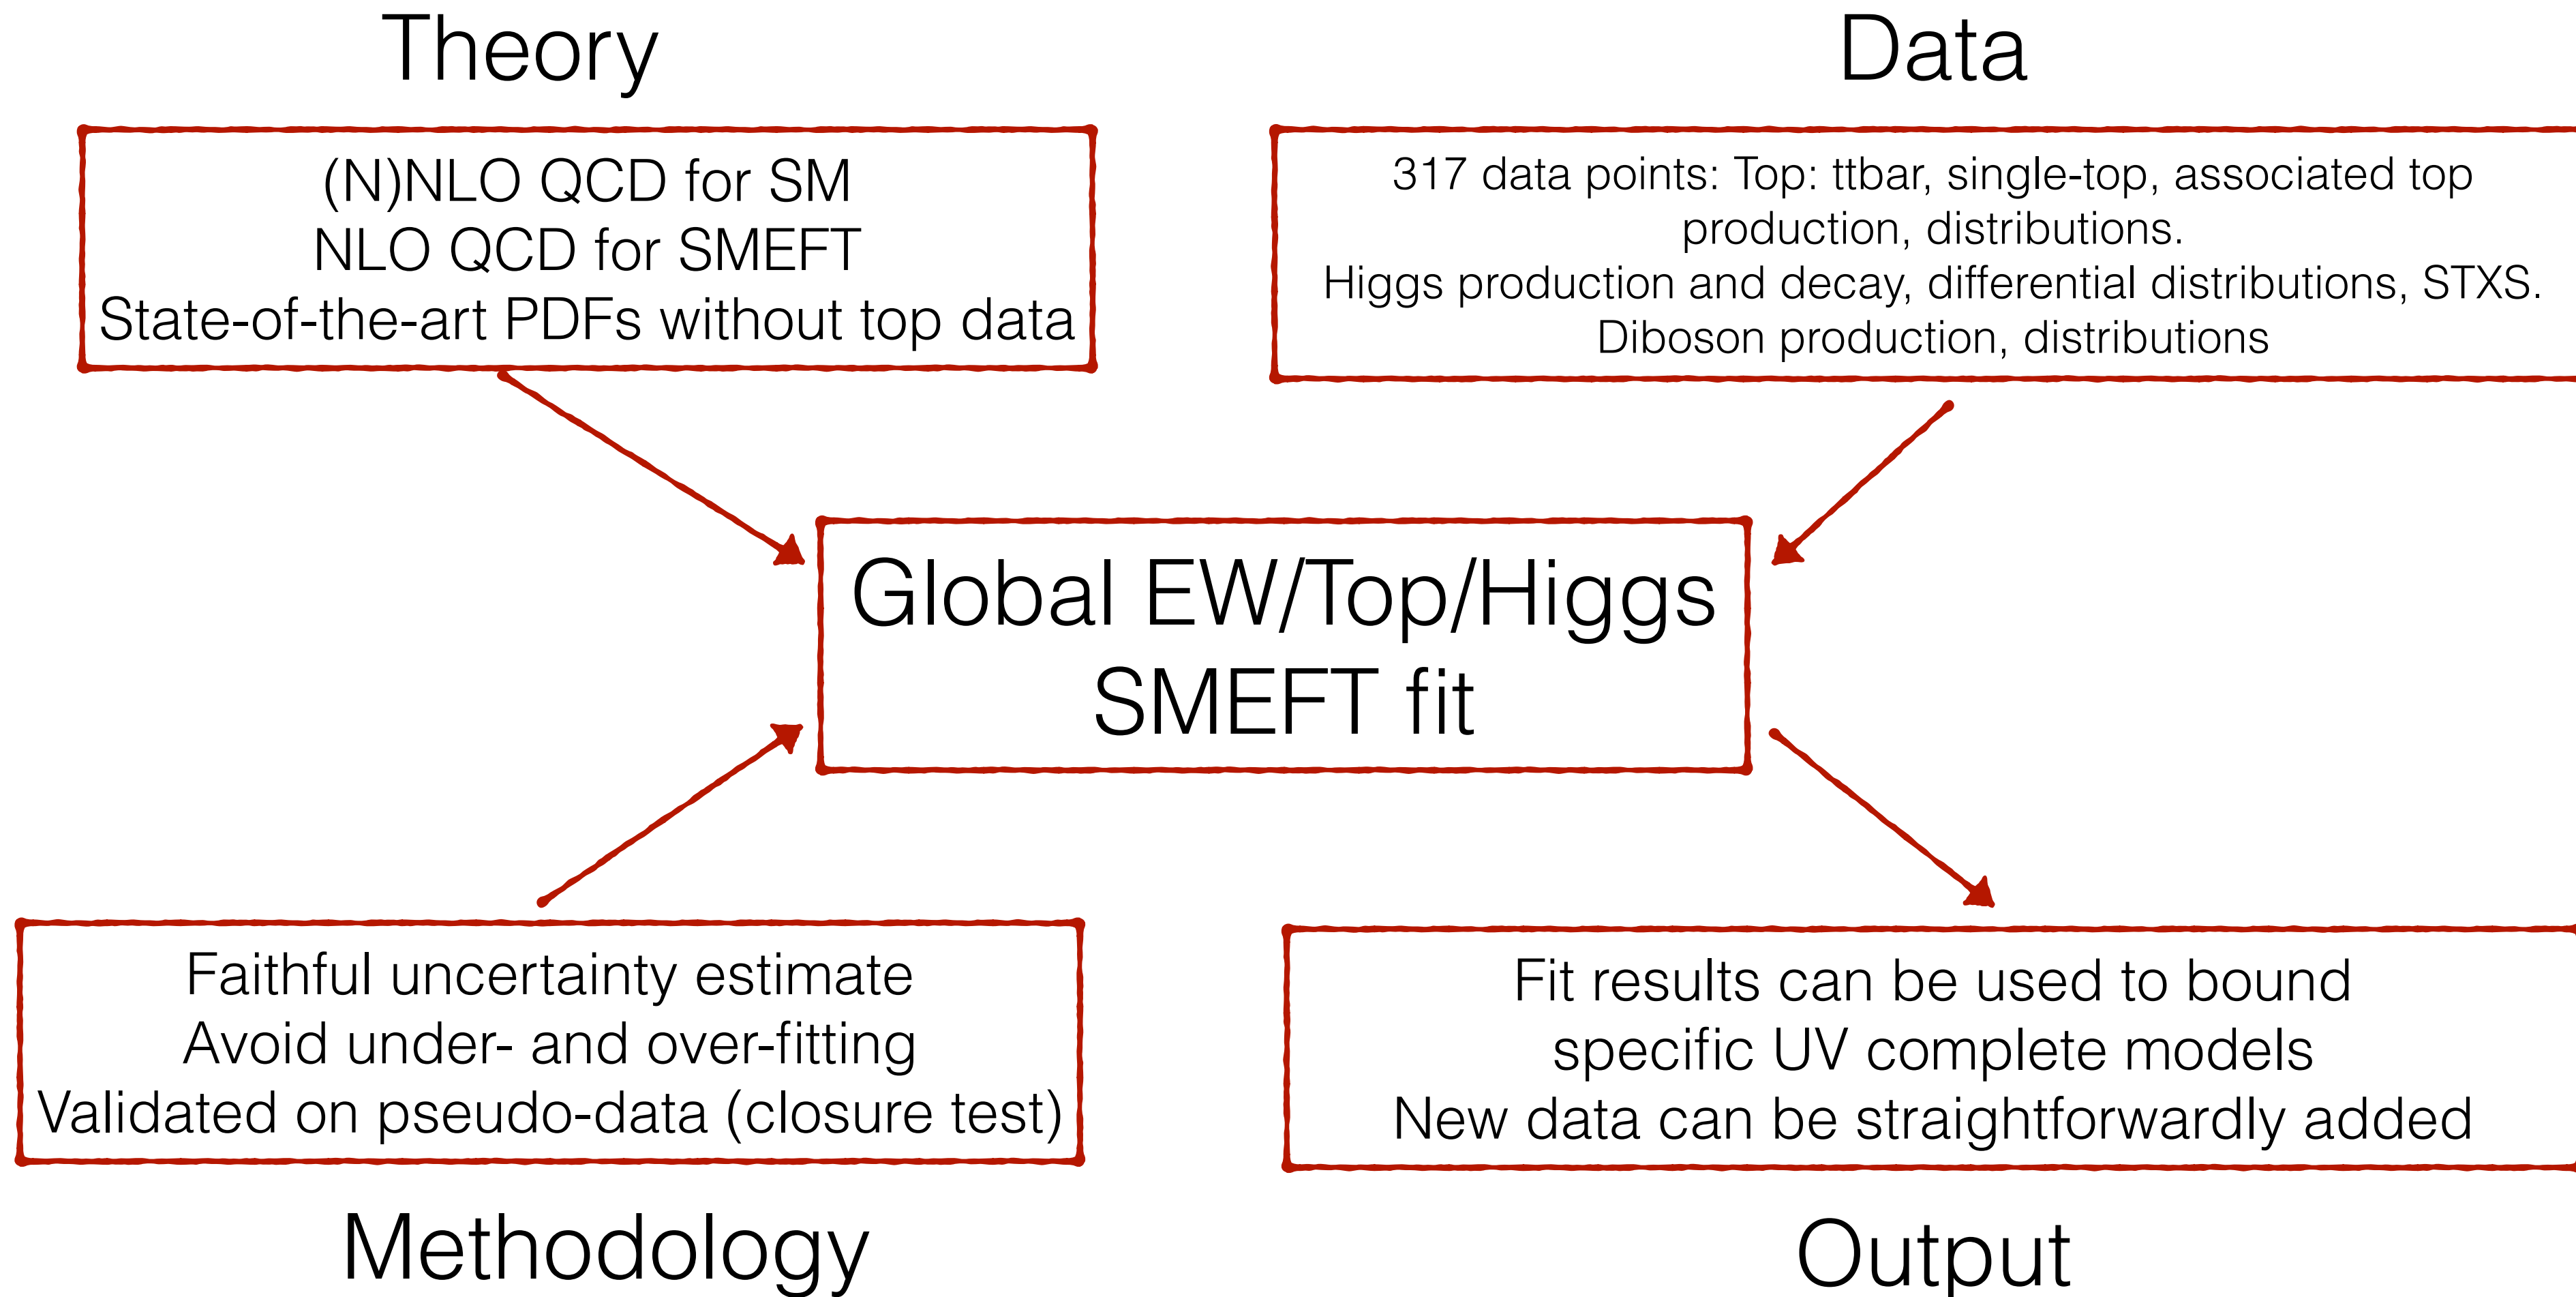 Theory
(N)NLO QCD for SM
NLO QCD for SMEFT
State-of-the-art PDFs without top data
Data
317 data points: Top: ttbar, single-top, associated top
production, distributions.
Higgs production and decay, differential distributions, STXS.
Diboson production, distributions
Global EW/Top/Higgs
SMEFT fit
Faithful uncertainty estimate
Avoid under- and over-fitting
Validated on pseudo-data (closure test)
Methodology
Fit results can be used to bound
specific UV complete models
New data can be straightforwardly added
Output